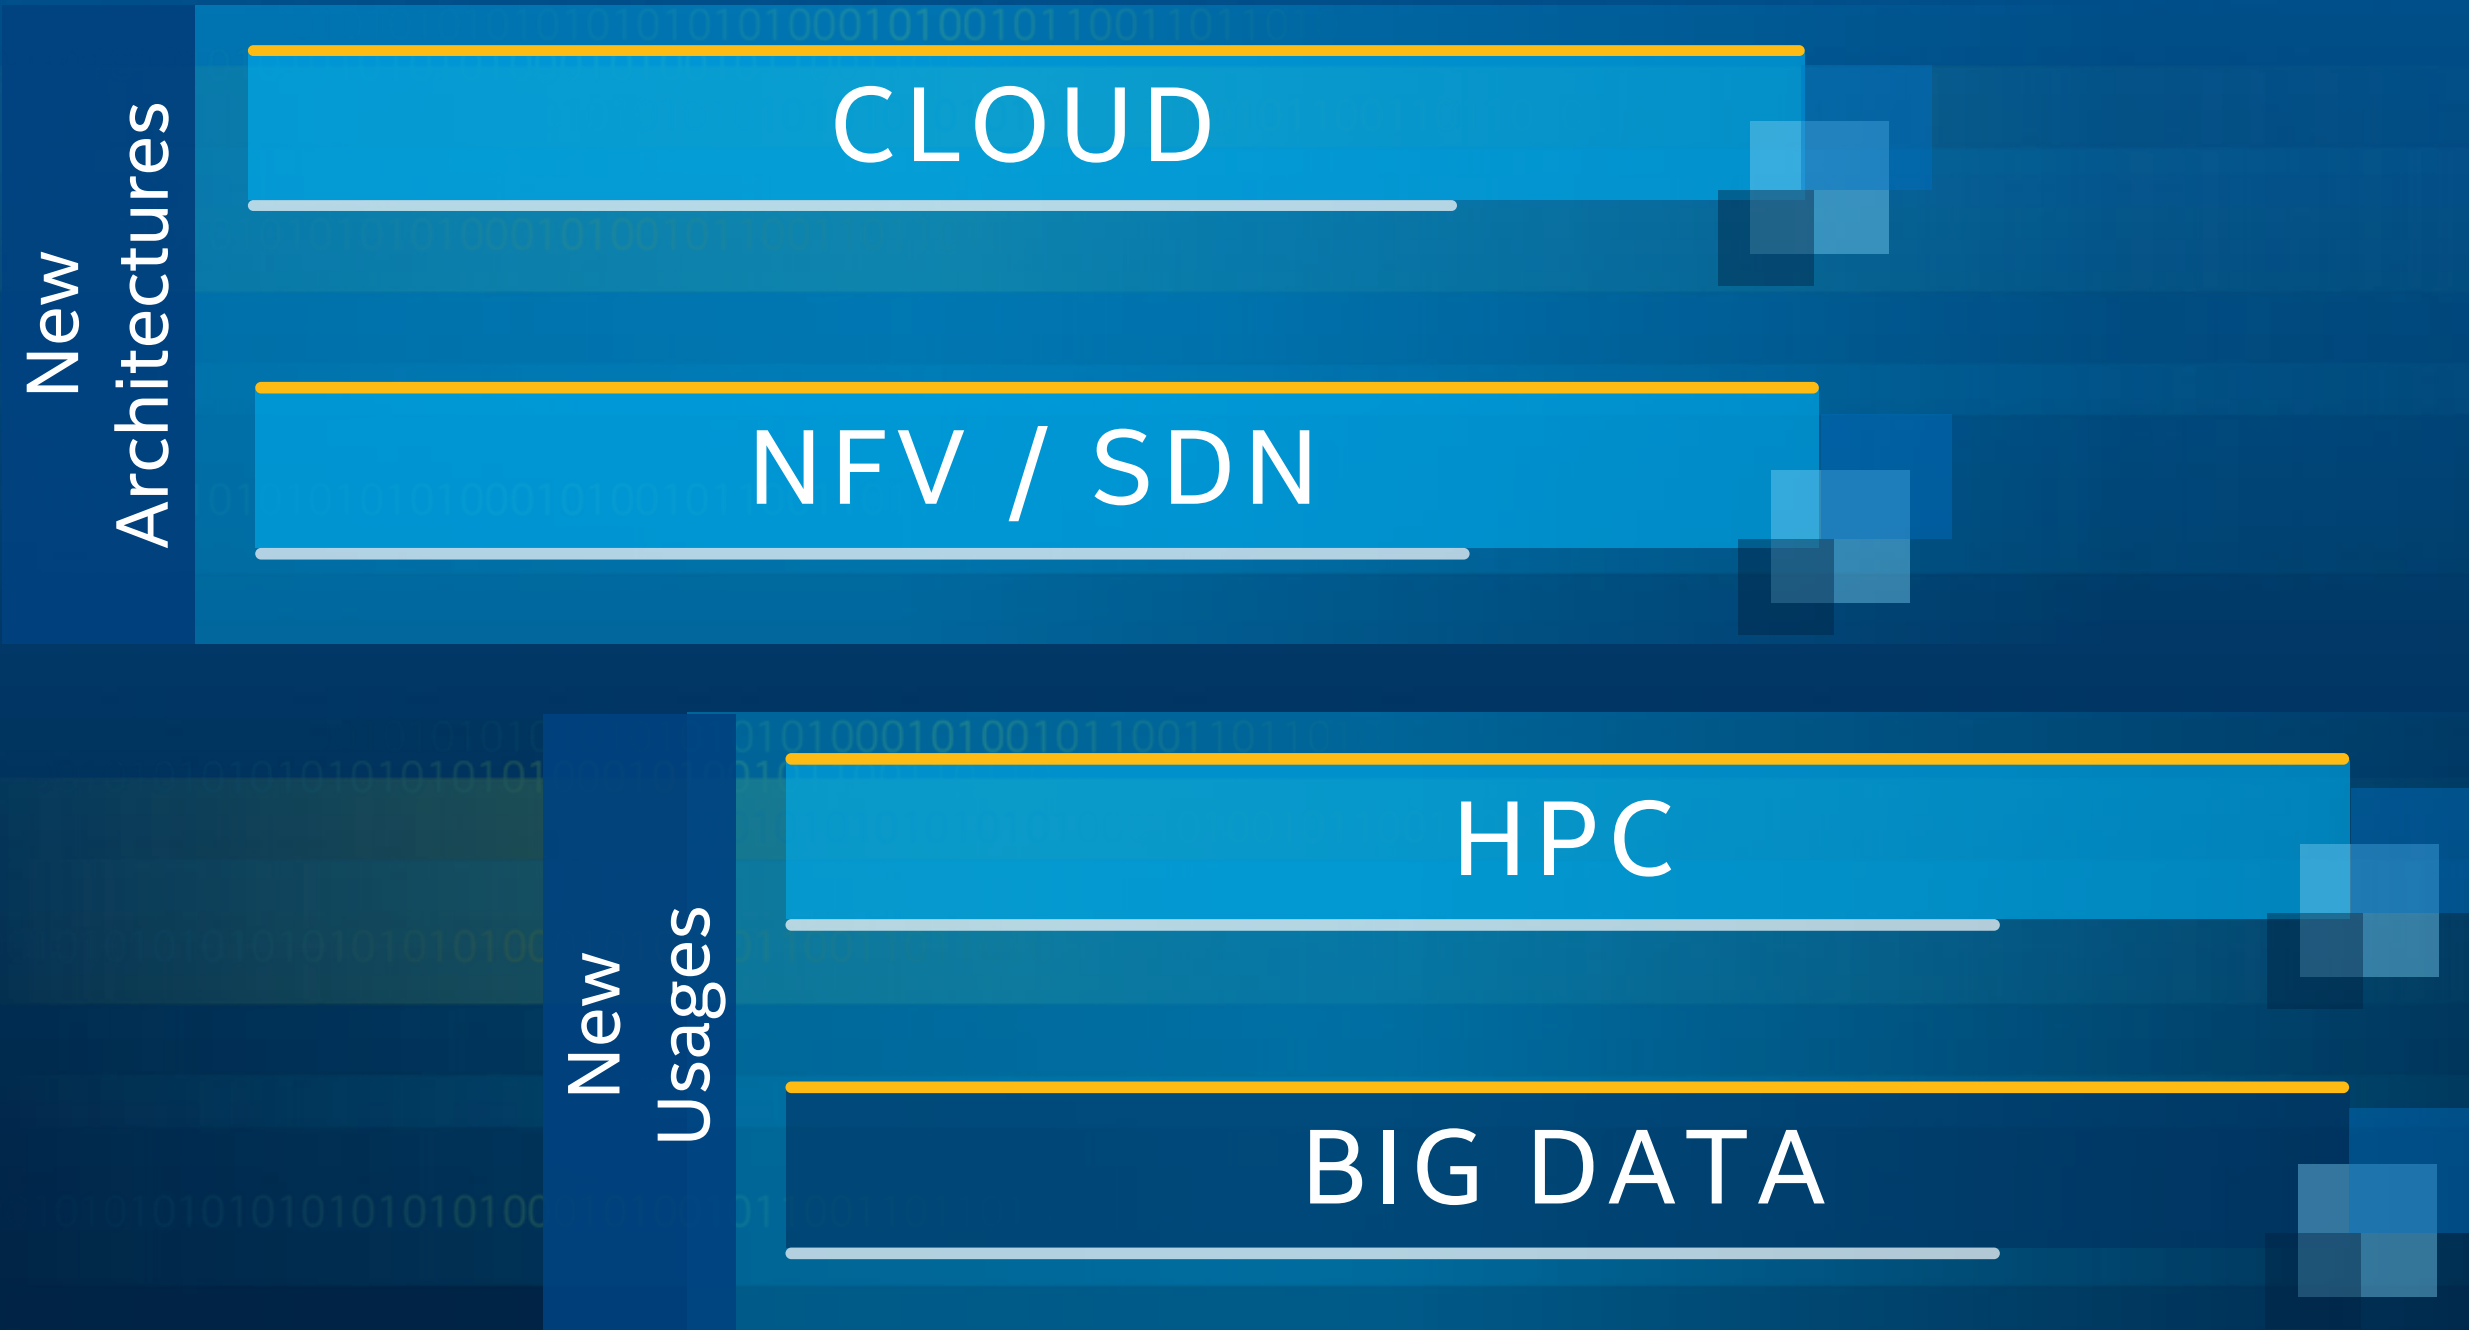 New
Architectures
CLOUD
NFV / SDN
New
Usages
HPC
BIG DATA